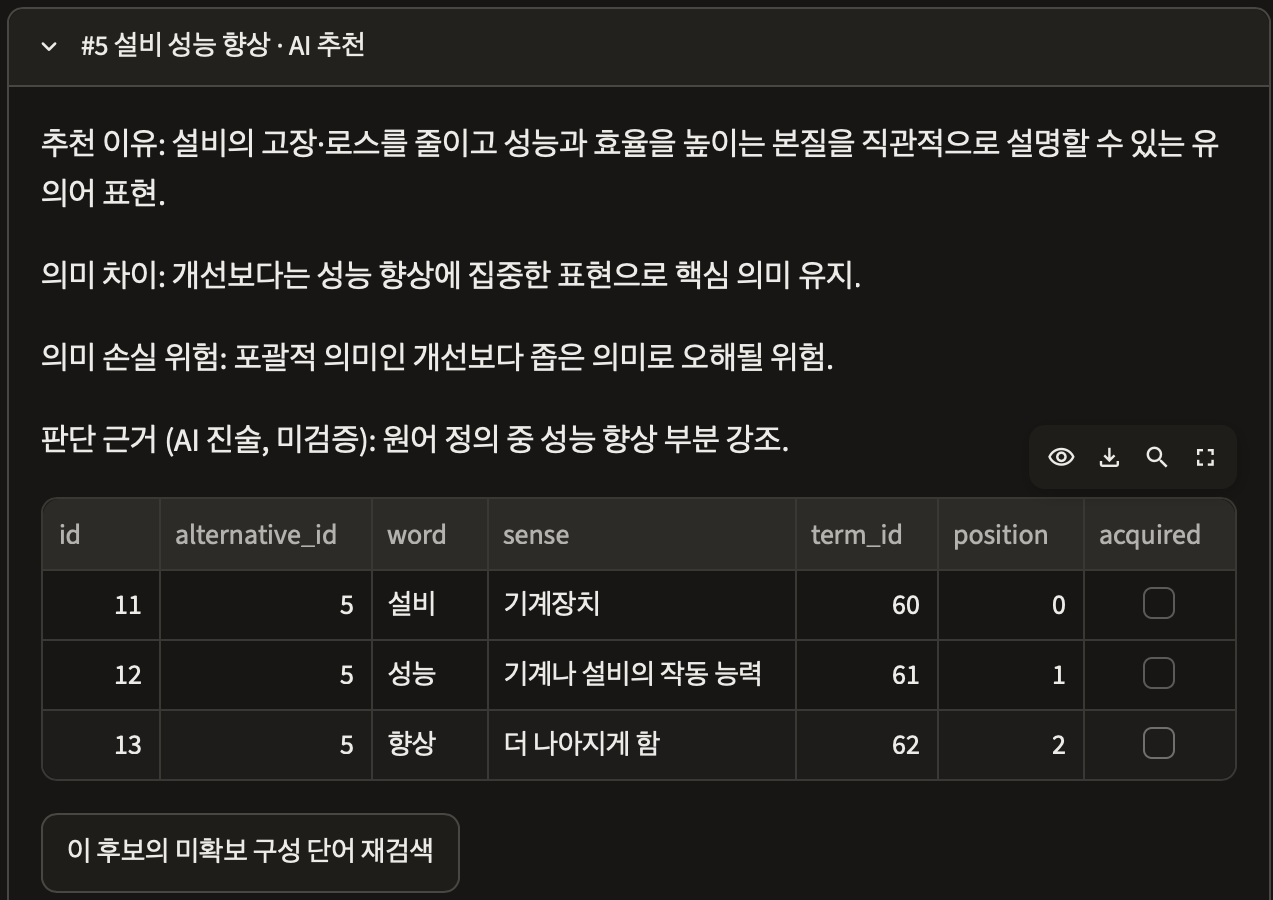 #5 설비 성능 향상 · AI 추천
추천 이유: 설비의 고장·로스를 줄이고 성능과 효율을 높이는 본질을 직관적으로 설명할 수 있는 유
의어 표현.
의미 차이: 개선보다는 성능 향상에 집중한 표현으로 핵심 의미 유지.
의미 손실 위험: 포괄적 의미인 개선보다 좁은 의미로 오해될 위험.
판단 근거 (AI 진술, 미검증): 원어 정의 중 성능 향상 부분 강조.
id alternative_id word sense term_id position acquired
11 5 설비 기계장치 60 0
12 5 성능 기계나 설비의 작동 능력 61 1
13 5 향상 더 나아지게 함 62 2
이 후보의 미확보 구성 단어 재검색